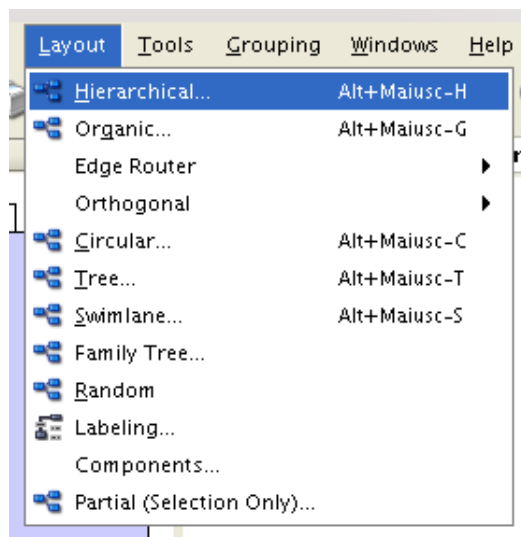 Layout Tools Grouping Windows Help
Hierarchical... Alt+Maiusc-H
Organic... Alt+Maiusc-G
Edge Router
Orthogonal
Circular... Alt+Maiusc-C
Tree... Alt+Maiusc-T
Swimlane... Alt+Maiusc-S
Family Tree...
Random
Labeling...
Components...
Partial (Selection Only)...